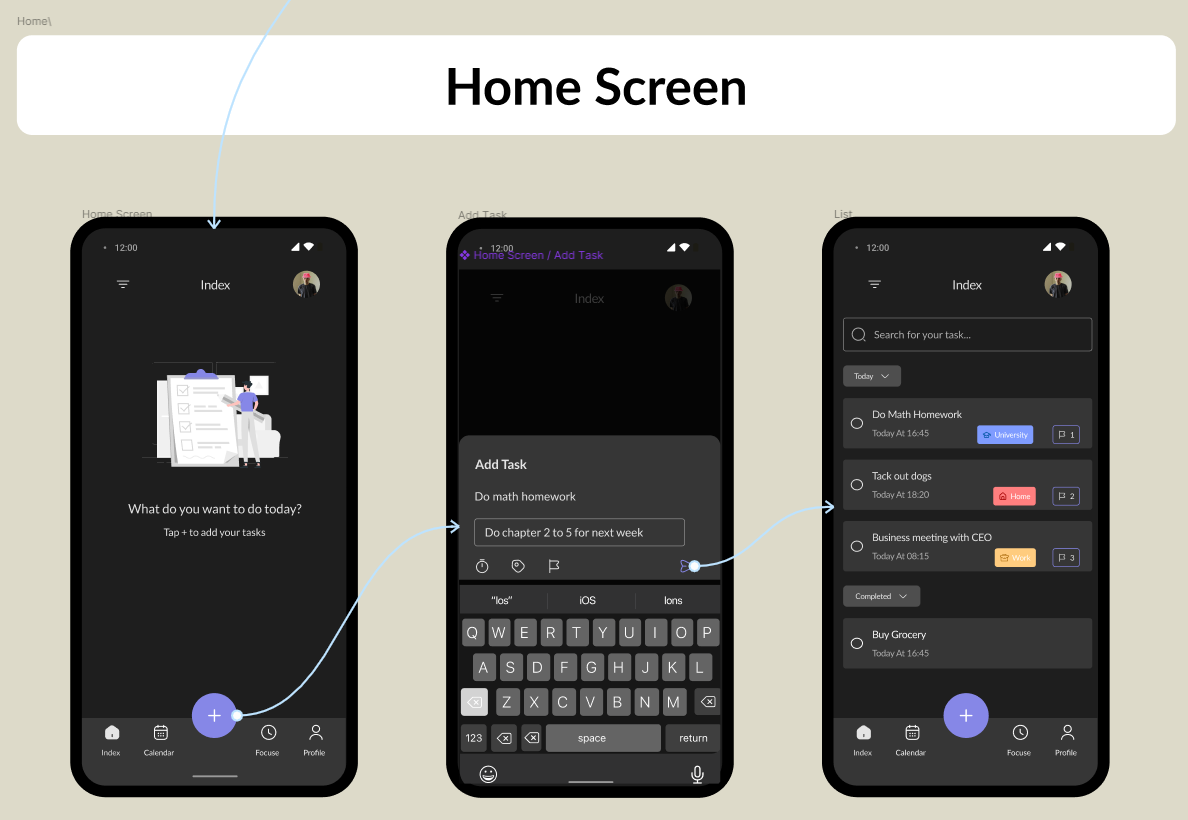 Home\
Home Screen
Home Screen
12:00
Index
What do you want to do today?
Tap + to add your tasks
Index
Calendar
Focuse
Profile
Add Task
12:00
Home Screen / Add Task
Index
Add Task
Do math homework
Do chapter 2 to 5 for next week
"los"
iOS
Ions
Q W E R T Y U I O P
A S D F G H J K L
Z X C V B N M
123
space
return
List
12:00
Index
Search for your task...
Today
Do Math Homework
Today At 16:45
University
1
Tack out dogs
Today At 18:20
Home
2
Business meeting with CEO
Today At 08:15
Work
3
Completed
Buy Grocery
Today At 16:45
Index
Calendar
Focuse
Profile